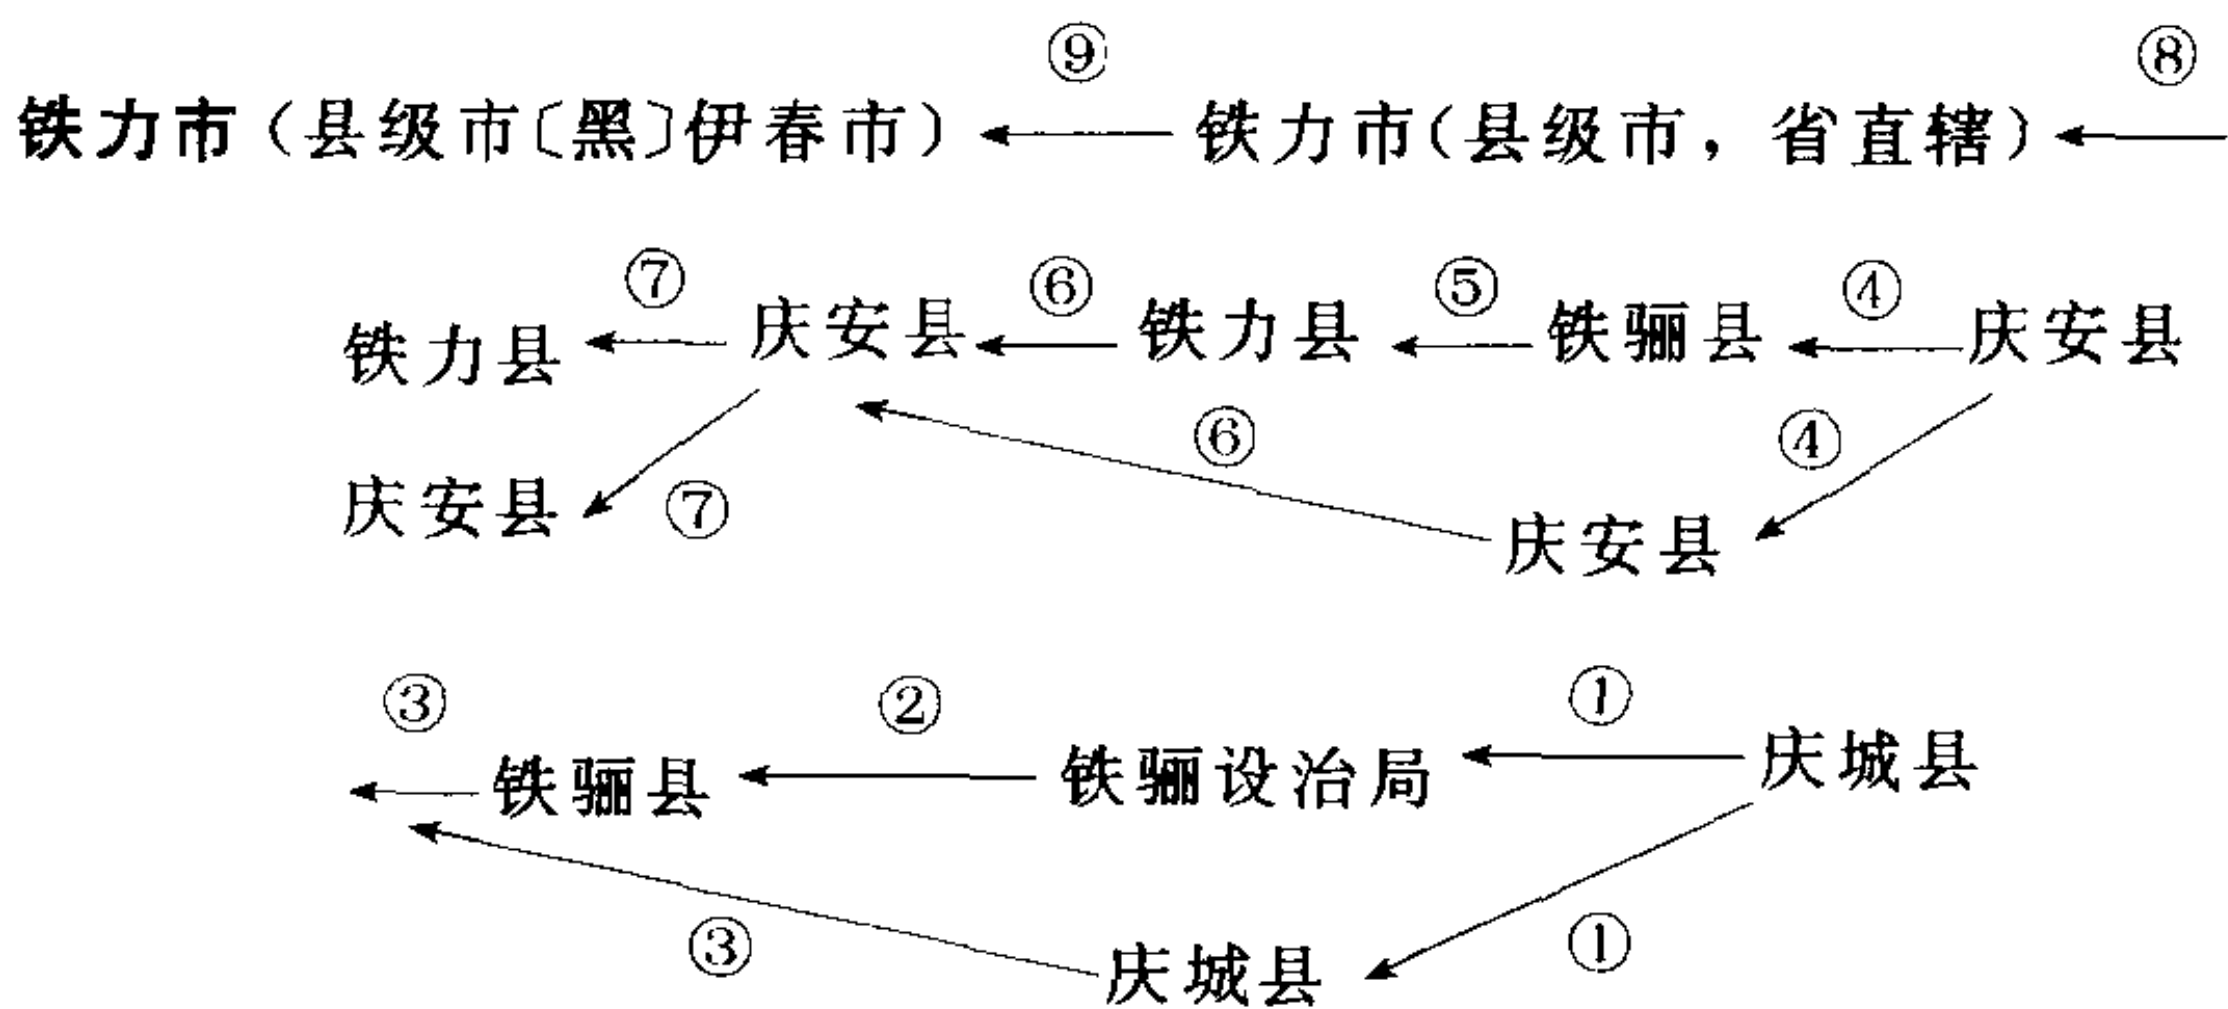 ⑨ ⑧
铁力市（县级市〔黑〕伊春市） 铁力市（县级市，省直辖）
⑦ ⑥ ⑤ ④
铁力县 庆安县 铁力县 铁骊县 庆安县
⑥ ④
庆安县 ⑦ 庆安县
③ ② ①
铁骊县 铁骊设治局 庆城县
③ ①
庆城县